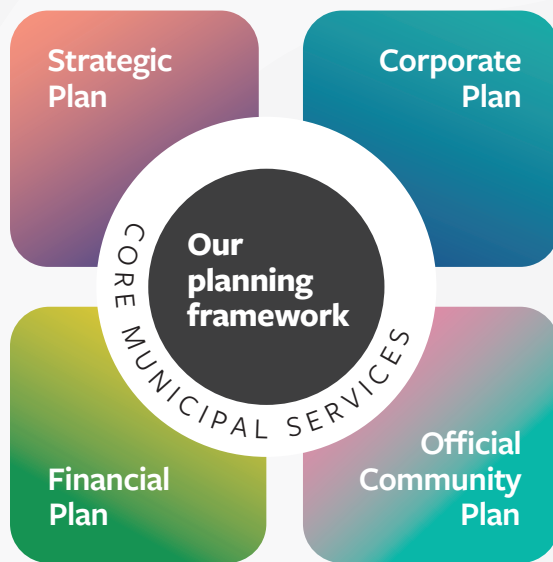 Strategic
Plan
Corporate
Plan
Our
planning
framework
CORE MUNICIPAL SERVICES
Financial
Plan
Official
Community
Plan